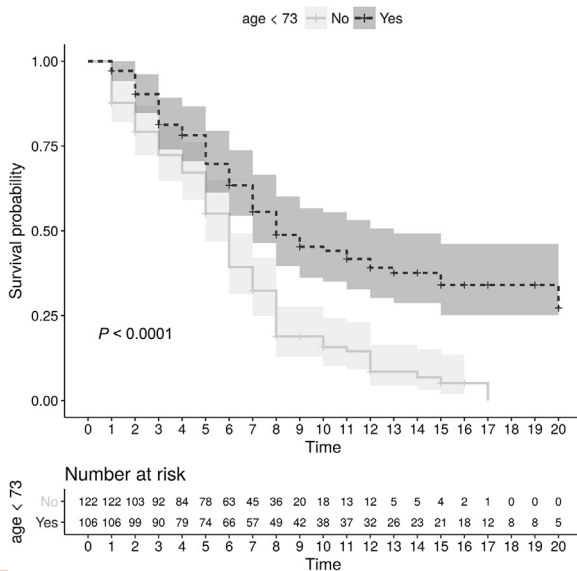 age < 73 No Yes
Survival probability
1.00
0.75
0.50
0.25
0.00
P < 0.0001
0 1 2 3 4 5 6 7 8 9 10 11 12 13 14 15 16 17 18 19 20
Time
Number at risk
age < 73
No 122 122 103 92 84 78 63 45 36 20 18 13 12 5 5 4 2 1 0 0 0
Yes 106 106 99 90 79 74 66 57 49 42 38 37 32 26 23 21 18 12 8 8 5
0 1 2 3 4 5 6 7 8 9 10 11 12 13 14 15 16 17 18 19 20
Time